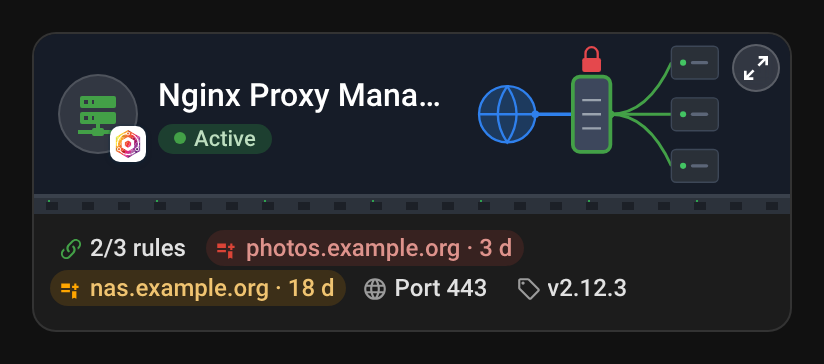 Nginx Proxy Mana...
Active
2/3 rules photos.example.org · 3 d
nas.example.org · 18 d Port 443 v2.12.3